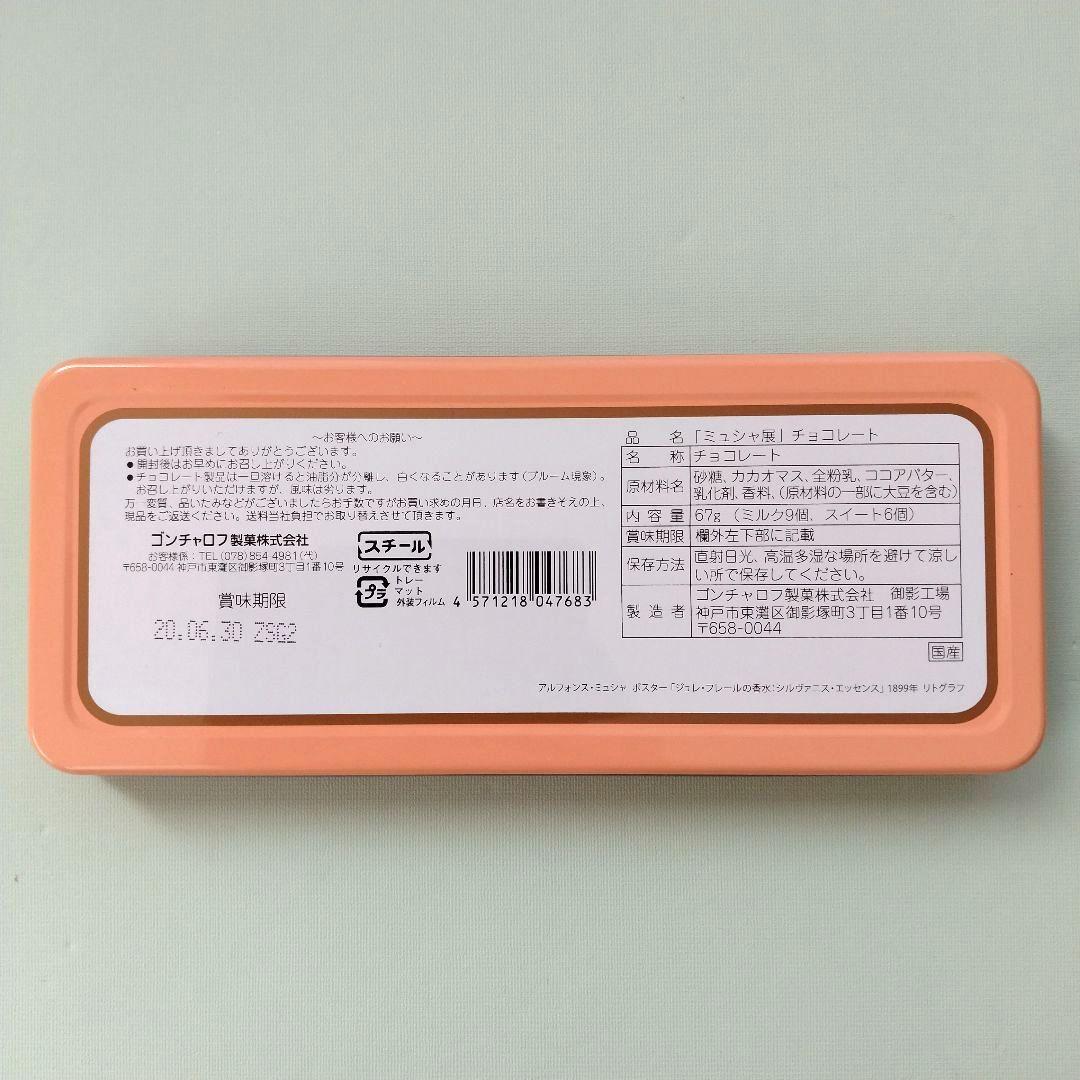 ～お客様へのお願い～
お買い上げ頂きましてありがとうございます。
●開封後はお早めにお召し上がりください。
●チョコレート製品は一旦溶けると油脂分が分離し、白くなることがあります(ブルーム現象)。
お召し上がりいただけますが、風味は劣ります。
万一変質、品いたみなどがございましたらお手数ですがお買い求めの月日、店名をお書きそえの上、
現品をご返送ください。送料当社負担でお取り替えさせて頂きます。
ゴンチャロフ製菓株式会社
お客様係:TEL(078)854-4981(代)
〒658-0044 神戸市東灘区御影塚町3丁目1番10号
賞味期限
20.06.30 ZSG2
スチール
リサイクルできます
プラ
トレー
マット
外装フィルム
4 571218 047683
品名 「ミュシャ展」チョコレート
名称 チョコレート
原材料名 砂糖、カカオマス、全粉乳、ココアバター、
乳化剤、香料、(原材料の一部に大豆を含む)
内容量 67g (ミルク9個、スイート6個)
賞味期限 欄外左下部に記載
保存方法 直射日光、高温多湿な場所を避けて涼し
い所で保存してください。
製造者 ゴンチャロフ製菓株式会社 御影工場
神戸市東灘区御影塚町3丁目1番10号
〒658-0044
国産
アルフォンス・ミュシャ ポスター「ジュレ・フレールの香水:シルヴァニス・エッセンス」1899年 リトグラフ